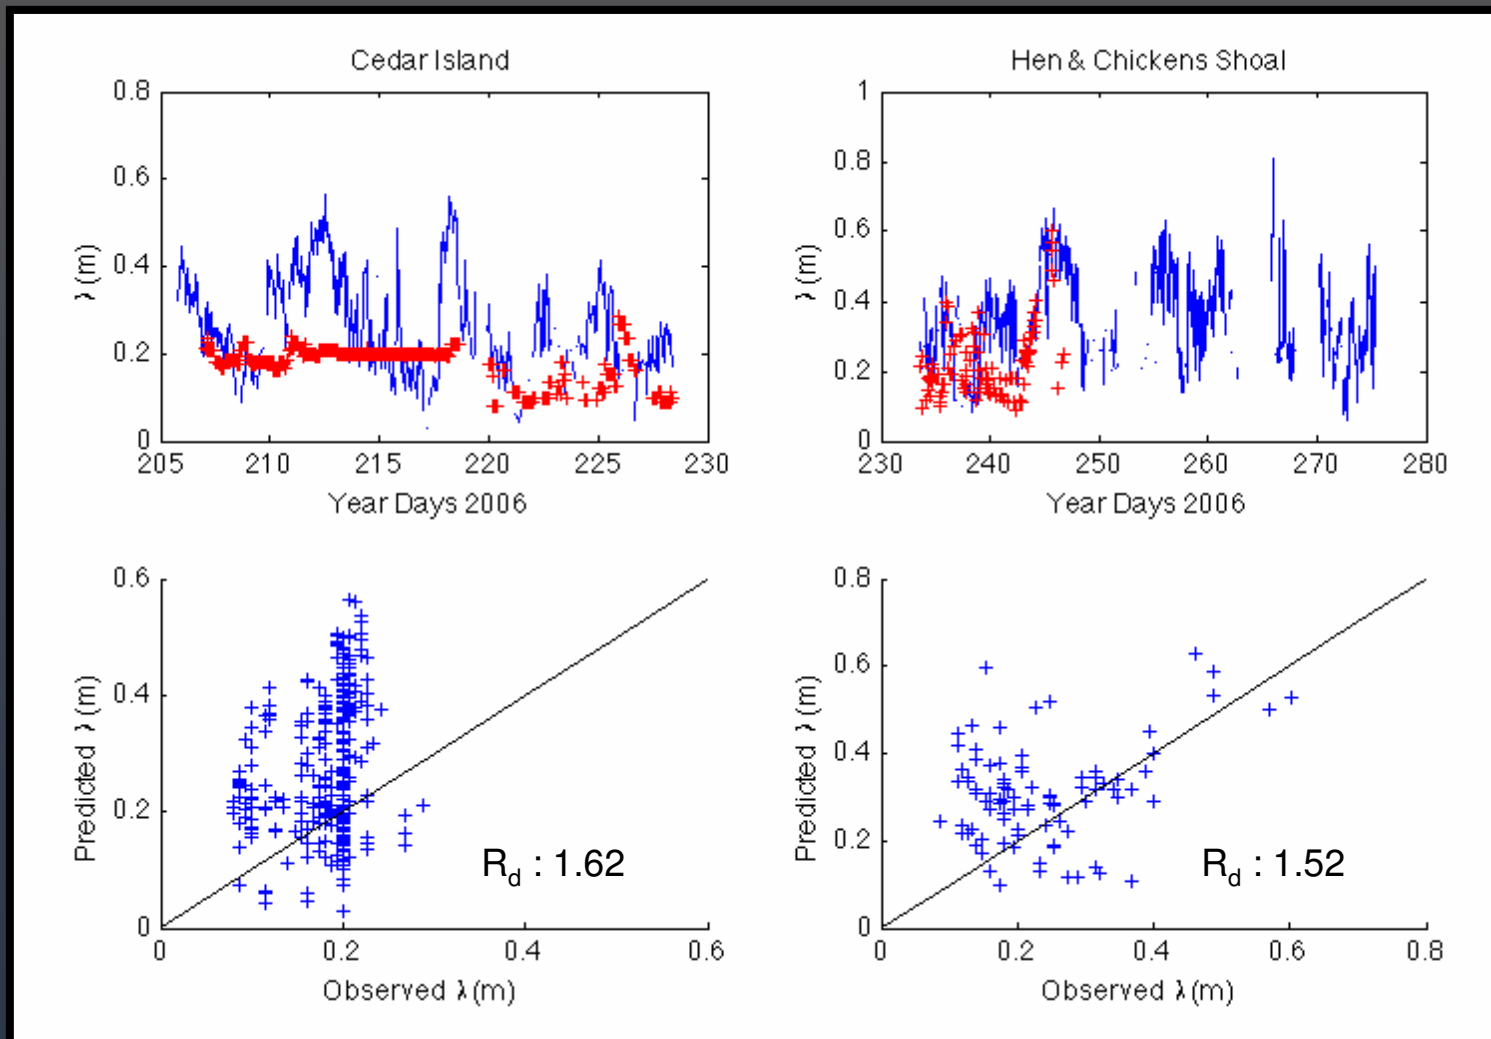 Cedar Island
0.8
0.6
0.4
0.2
0
λ (m)
205 210 215 220 225 230
Year Days 2006
Hen & Chickens Shoal
1
0.8
0.6
0.4
0.2
0
λ (m)
230 240 250 260 270 280
Year Days 2006
0.6
0.4
0.2
0
Predicted λ (m)
R_d : 1.62
0 0.2 0.4 0.6
Observed λ (m)
0.8
0.6
0.4
0.2
0
Predicted λ (m)
R_d : 1.52
0 0.2 0.4 0.6 0.8
Observed λ (m)